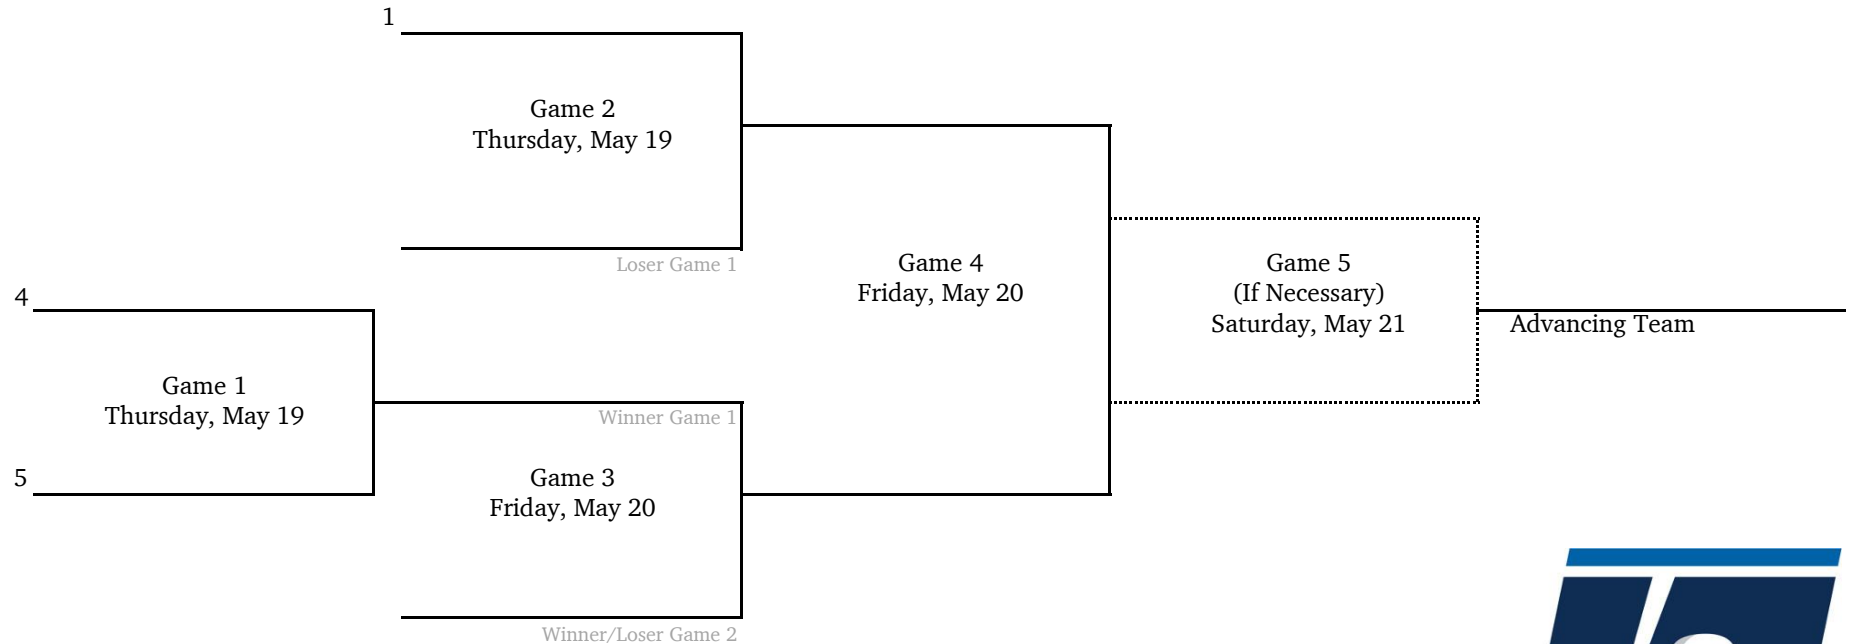 1
Game 2
Thursday, May 19
Loser Game 1
4
Game 1
Thursday, May 19
5
Winner Game 1
Game 3
Friday, May 20
Winner/Loser Game 2
Game 4
Friday, May 20
Game 5
(If Necessary)
Saturday, May 21
Advancing Team